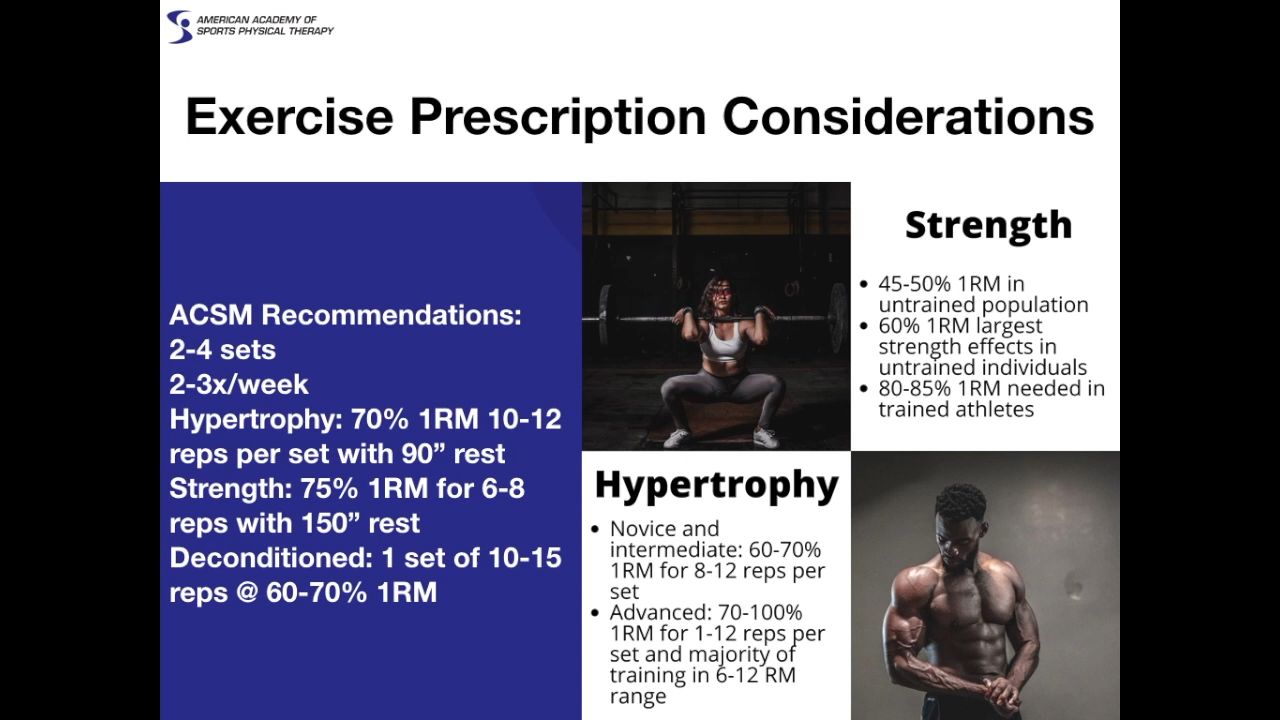 AMERICAN ACADEMY OF
SPORTS PHYSICAL THERAPY
Exercise Prescription Considerations
ACSM Recommendations:
2-4 sets
2-3x/week
Hypertrophy: 70% 1RM 10-12
reps per set with 90” rest
Strength: 75% 1RM for 6-8
reps with 150” rest
Deconditioned: 1 set of 10-15
reps @ 60-70% 1RM
Strength
• 45-50% 1RM in
untrained population
• 60% 1RM largest
strength effects in
untrained individuals
• 80-85% 1RM needed in
trained athletes
Hypertrophy
• Novice and
intermediate: 60-70%
1RM for 8-12 reps per
set
• Advanced: 70-100%
1RM for 1-12 reps per
set and majority of
training in 6-12 RM
range